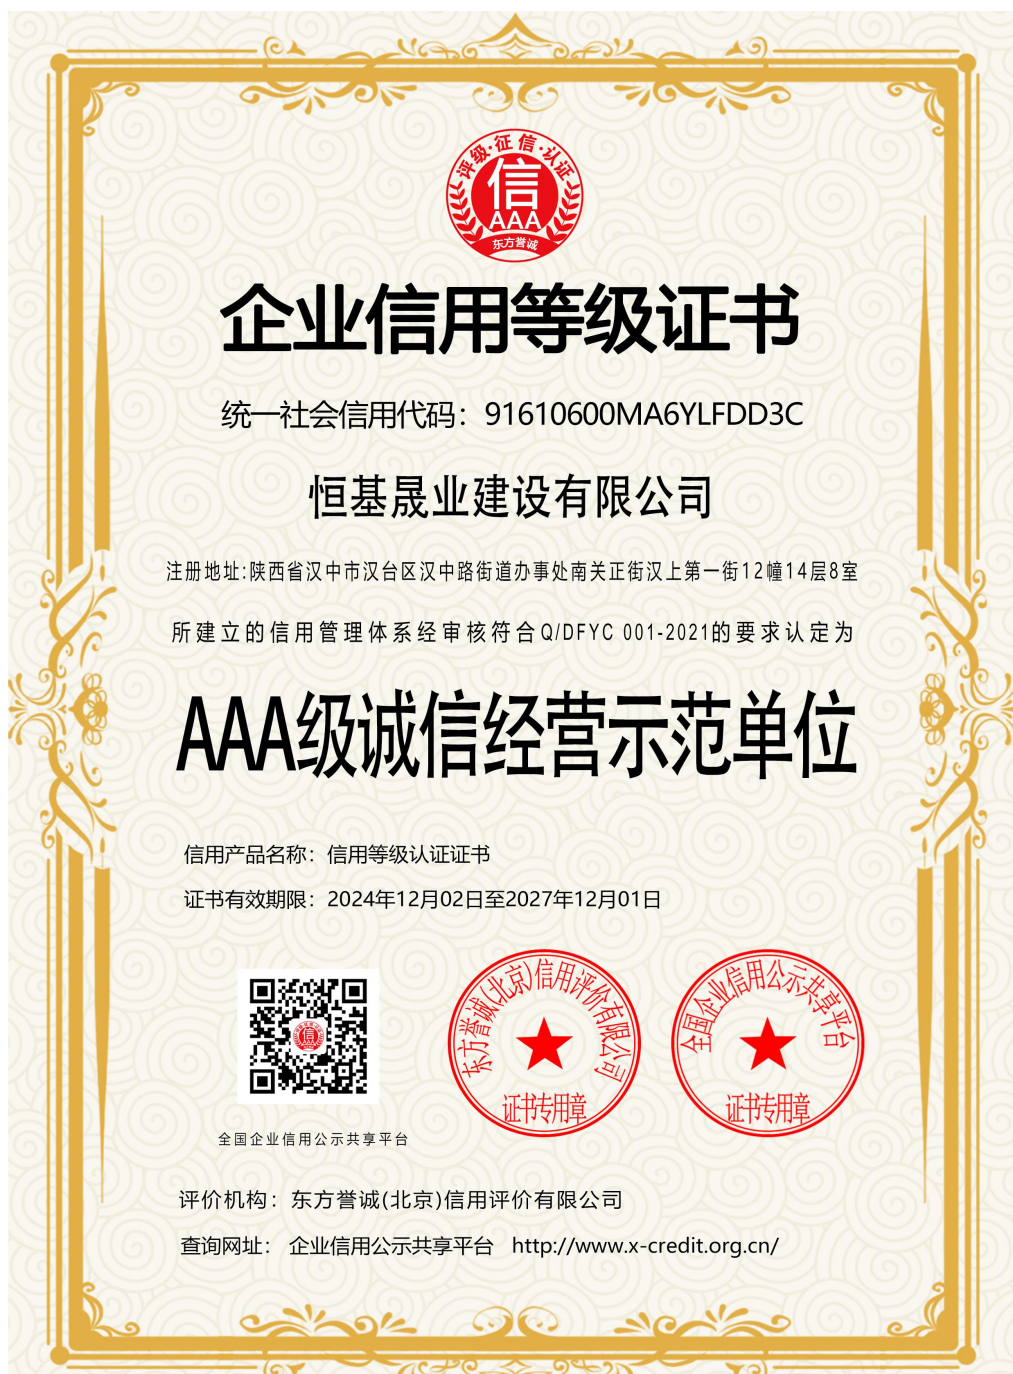 评级·征信·认证
信
AAA
东方誉诚
企业信用等级证书
统一社会信用代码：91610600MA6YLFDD3C
恒基晟业建设有限公司
注册地址:陕西省汉中市汉台区汉中路街道办事处南关正街汉上第一街12幢14层8室
所建立的信用管理体系经审核符合Q/DFYC 001-2021的要求认定为
AAA级诚信经营示范单位
信用产品名称：信用等级认证证书
证书有效期限：2024年12月02日至2027年12月01日
信
东方誉诚(北京)信用评价有限公司
证书专用章
全国企业信用公示共享平台
证书专用章
全国企业信用公示共享平台
评价机构：东方誉诚(北京)信用评价有限公司
查询网址： 企业信用公示共享平台 http://www.x-credit.org.cn/